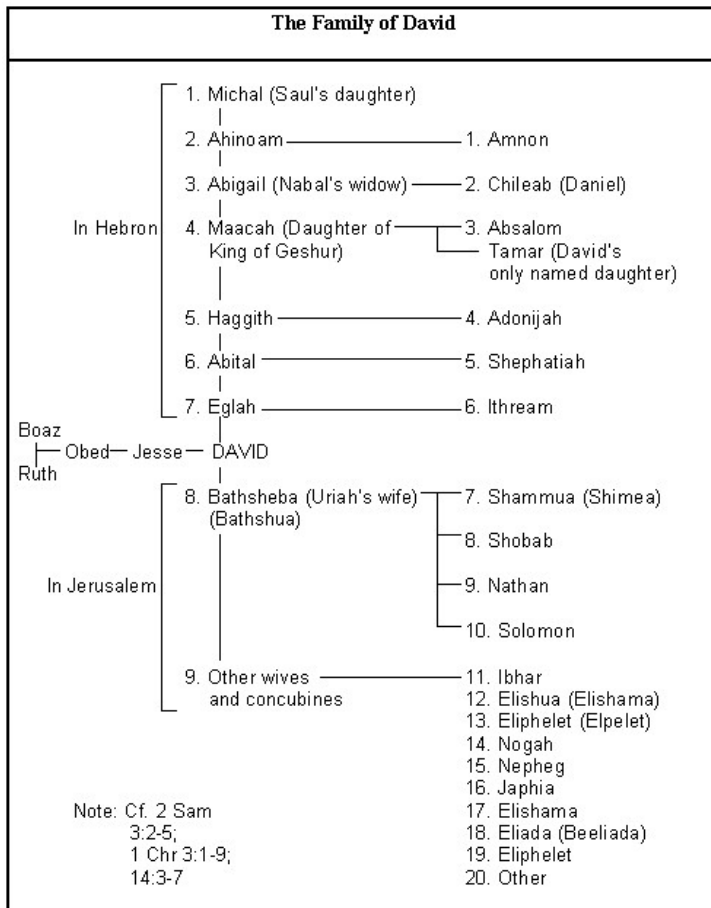 The Family of David
1. Michal (Saul's daughter)
2. Ahinoam 1. Amnon
3. Abigail (Nabal's widow) 2. Chileab (Daniel)
In Hebron
4. Maacah (Daughter of 3. Absalom
King of Geshur) Tamar (David's
only named daughter)
5. Haggith 4. Adonijah
6. Abital 5. Shephatiah
7. Eglah 6. Ithream
Boaz
Obed Jesse DAVID
Ruth
8. Bathsheba (Uriah's wife) 7. Shammua (Shimea)
(Bathshua)
8. Shobab
In Jerusalem
9. Nathan
10. Solomon
9. Other wives 11. Ibhar
and concubines 12. Elishua (Elishama)
13. Eliphelet (Elpelet)
14. Nogah
15. Nepheg
16. Japhia
Note: Cf. 2 Sam 17. Elishama
3:2-5; 18. Eliada (Beeliada)
1 Chr 3:1-9; 19. Eliphelet
14:3-7 20. Other